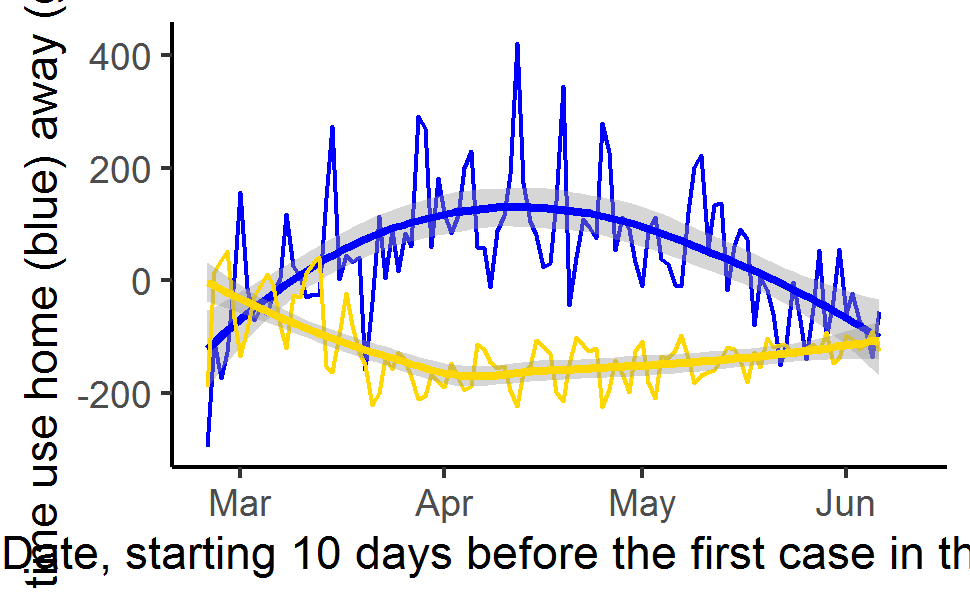 time use home (blue) away (
400
200
0
-200
Mar Apr May Jun
Date, starting 10 days before the first case in th